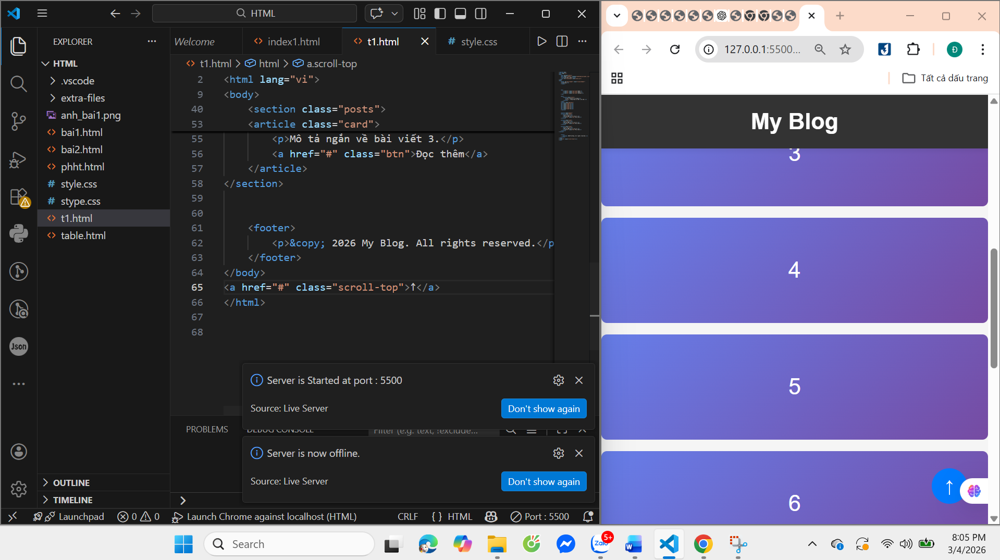 HTML
EXPLORER
HTML
.vscode
extra-files
anh_bai1.png
bai1.html
bai2.html
phht.html
style.css
stype.css
t1.html
table.html
OUTLINE
TIMELINE
Welcome
index1.html
t1.html
style.css
t1.html > html > a.scroll-top
2 <html lang="vi">
9 <body>
40 <section class="posts">
53 <article class="card">
55 <p>Mô tả ngắn về bài viết 3.</p>
56 <a href="#" class="btn">Đọc thêm</a>
57 </article>
58 </section>
59
60
61 <footer>
62 <p>&copy; 2026 My Blog. All rights reserved.</p
63 </footer>
64 </body>
65 <a href="#" class="scroll-top">↑</a>
66 </html>
67
68
Json
Server is Started at port : 5500
Source: Live Server
Don't show again
PROBLEMS
DEBUG CONSOLE
Filter (e.g. text, !exclude...
Server is now offline.
Source: Live Server
Don't show again
Launchpad
0
0
Launch Chrome against localhost (HTML)
CRLF
{ } HTML
Port : 5500
127.0.0.1:5500...
Đ
Tất cả dấu trang
My Blog
3
4
5
6
↑
Search
Zalo
5+
W
8:05 PM
3/4/2026